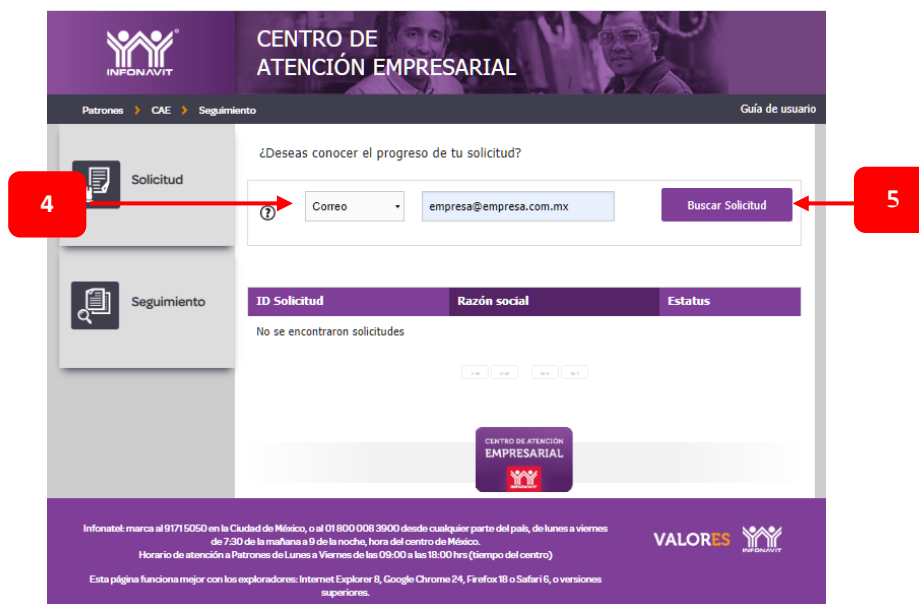 INFONAVIT
CENTRO DE
ATENCIÓN EMPRESARIAL
Patrones > CAE > Seguimiento
Guía de usuario
Solicitud
Seguimiento
¿Deseas conocer el progreso de tu solicitud?
4
?
Correo
empresa@empresa.com.mx
Buscar Solicitud
5
ID Solicitud Razón social Estatus
No se encontraron solicitudes
CENTRO DE ATENCIÓN
EMPRESARIAL
Infonatel: marca al 9171 5050 en la Ciudad de México, o al 01 800 008 3900 desde cualquier parte del país, de lunes a viernes
de 7:30 de la mañana a 9 de la noche, hora del centro de México.
Horario de atención a Patrones de Lunes a Viernes de las 09:00 a las 18:00 hrs (tiempo del centro)
Esta página funciona mejor con los exploradores: Internet Explorer 8, Google Chrome 24, Firefox 18 o Safari 6, o versiones
superiores.
VALORES
INFONAVIT